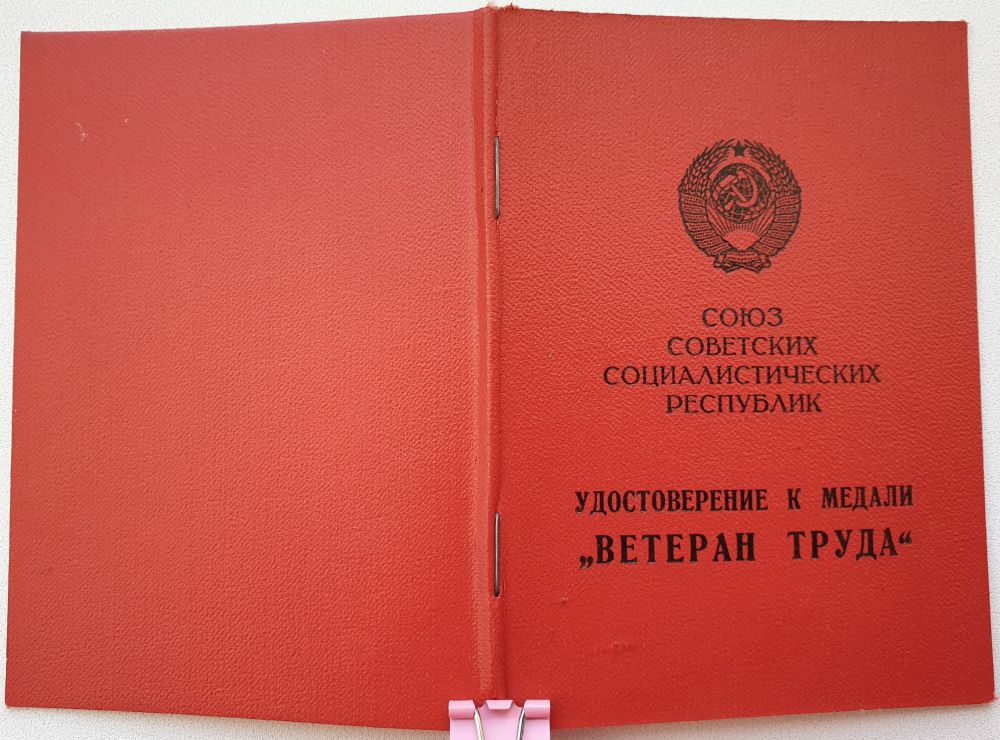 СОЮЗ
СОВЕТСКИХ
СОЦИАЛИСТИЧЕСКИХ
РЕСПУБЛИК
УДОСТОВЕРЕНИЕ К МЕДАЛИ
„ВЕТЕРАН ТРУДА“